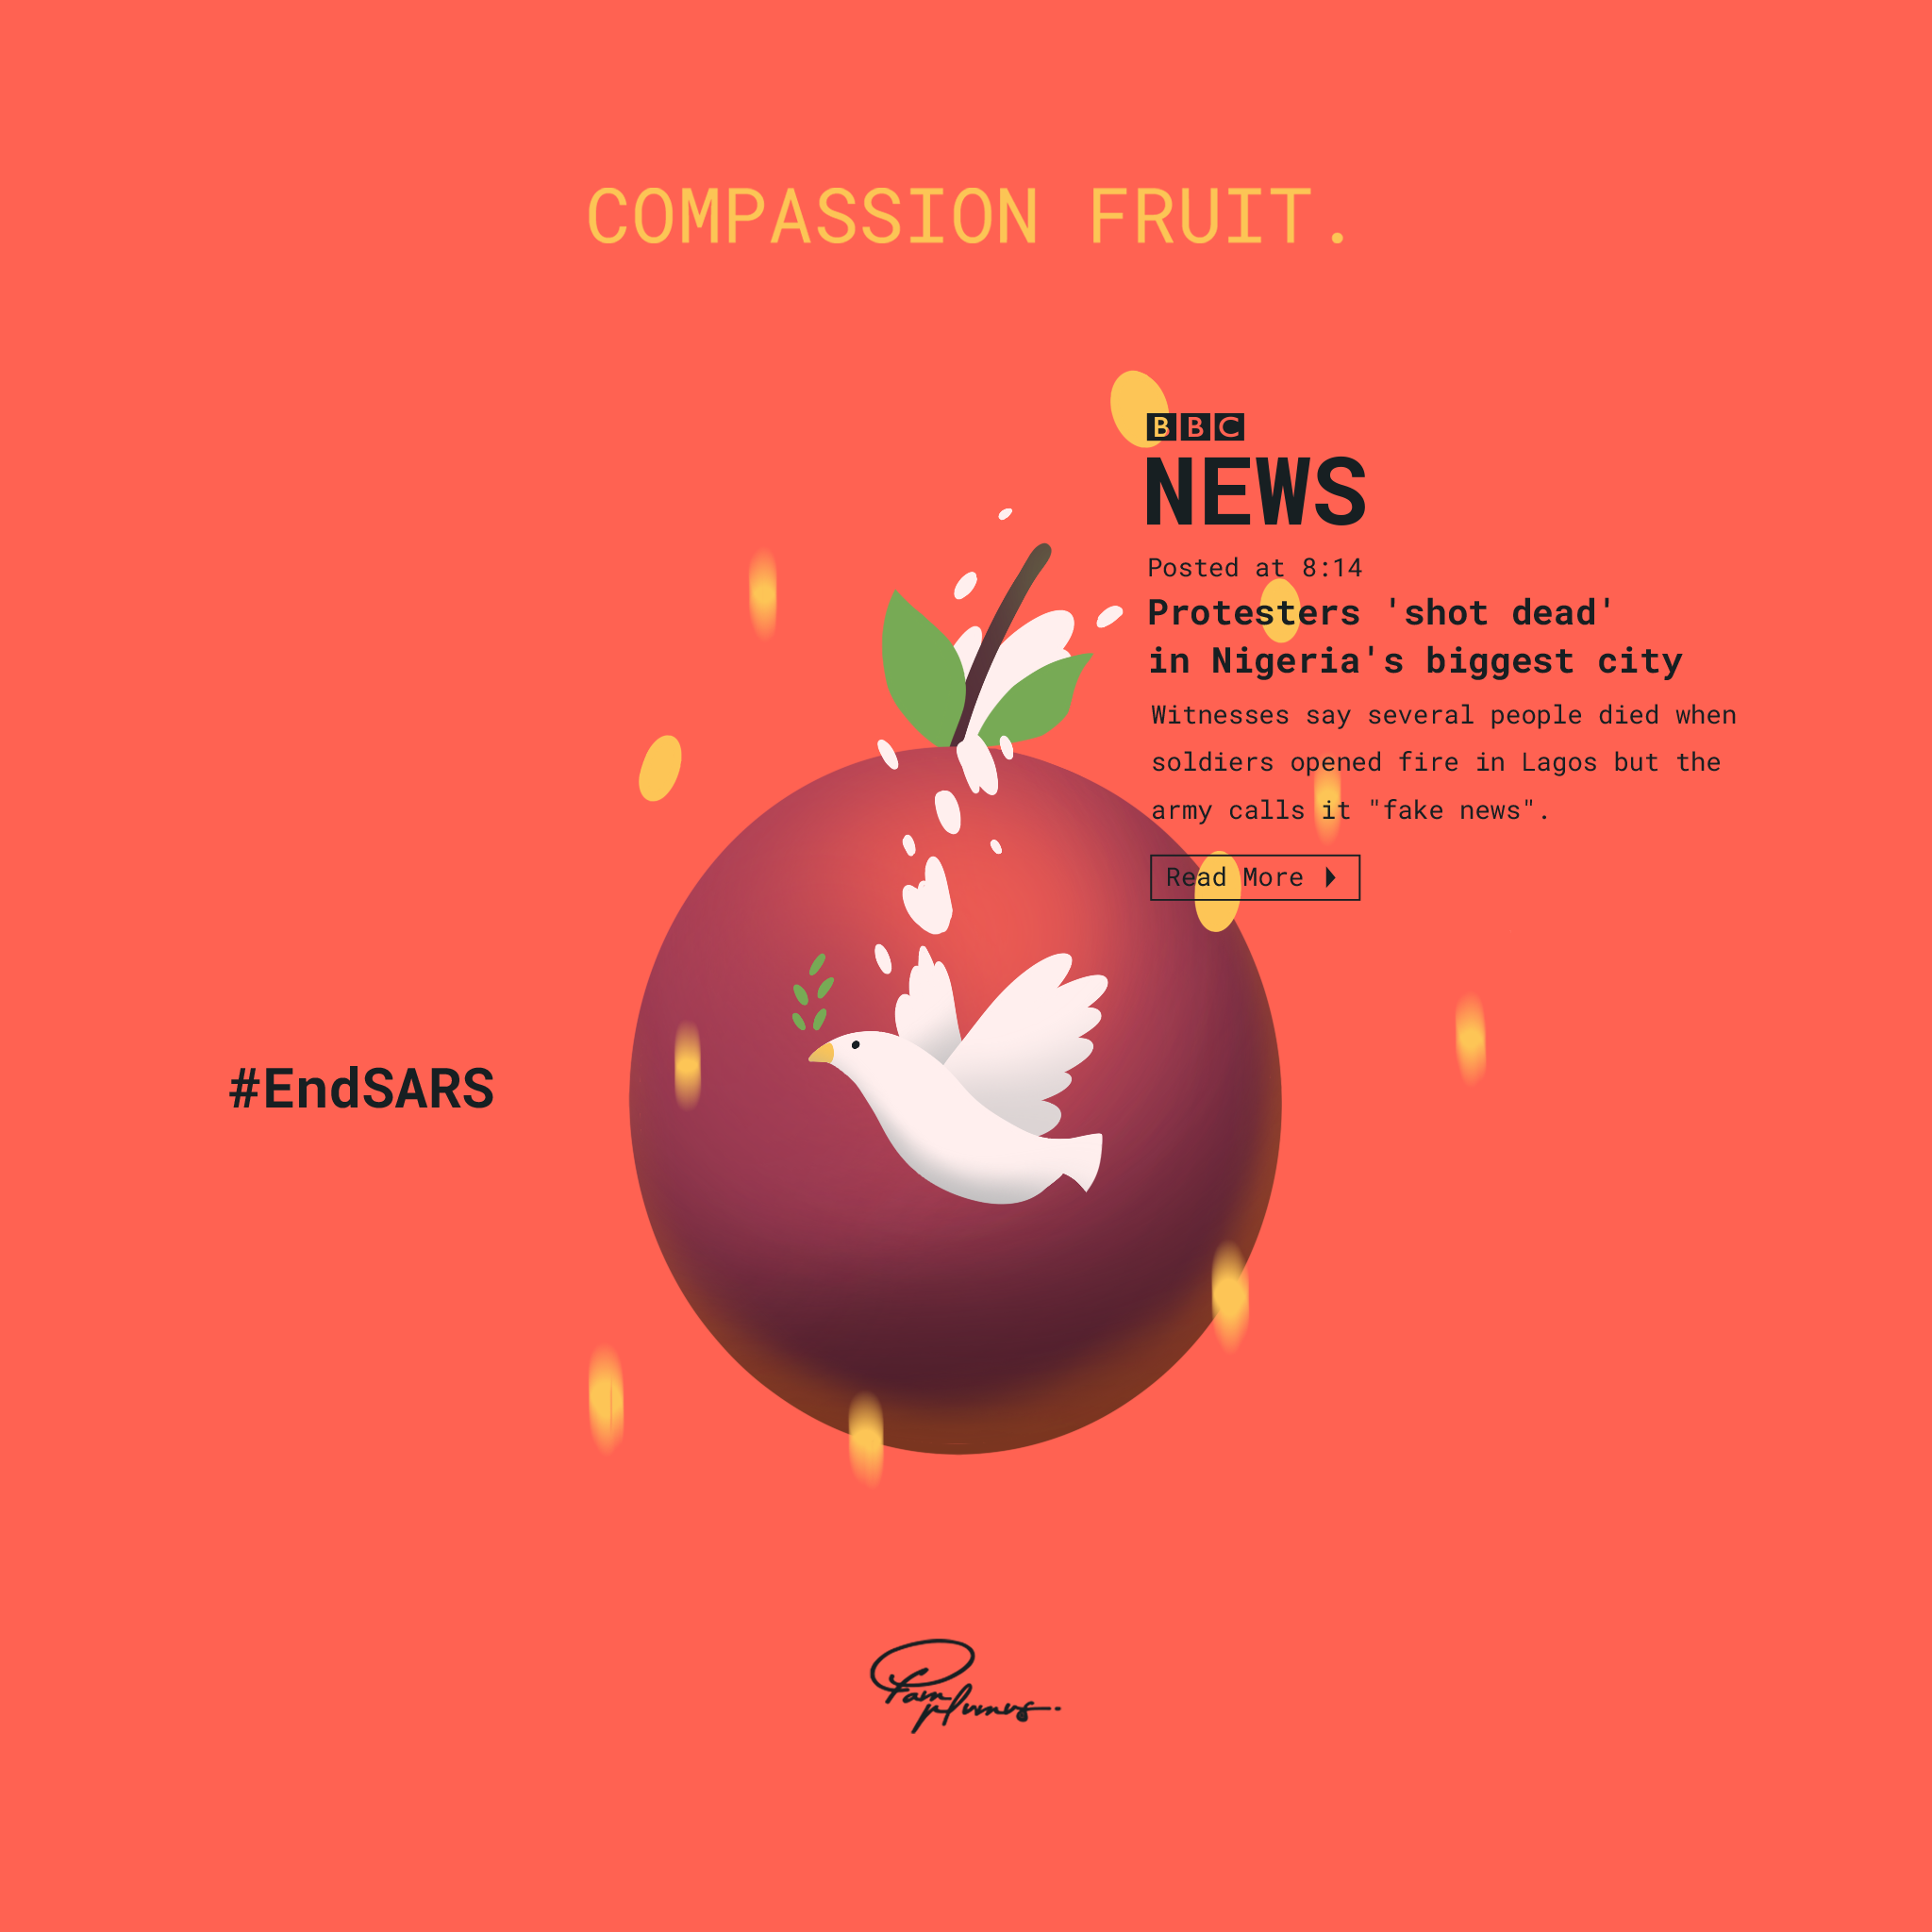 COMPASSION FRUIT.
BBC
NEWS
Posted at 8:14
Protesters 'shot dead'
in Nigeria's biggest city
Witnesses say several people died when
soldiers opened fire in Lagos but the
army calls it "fake news".
Read More
#EndSARS